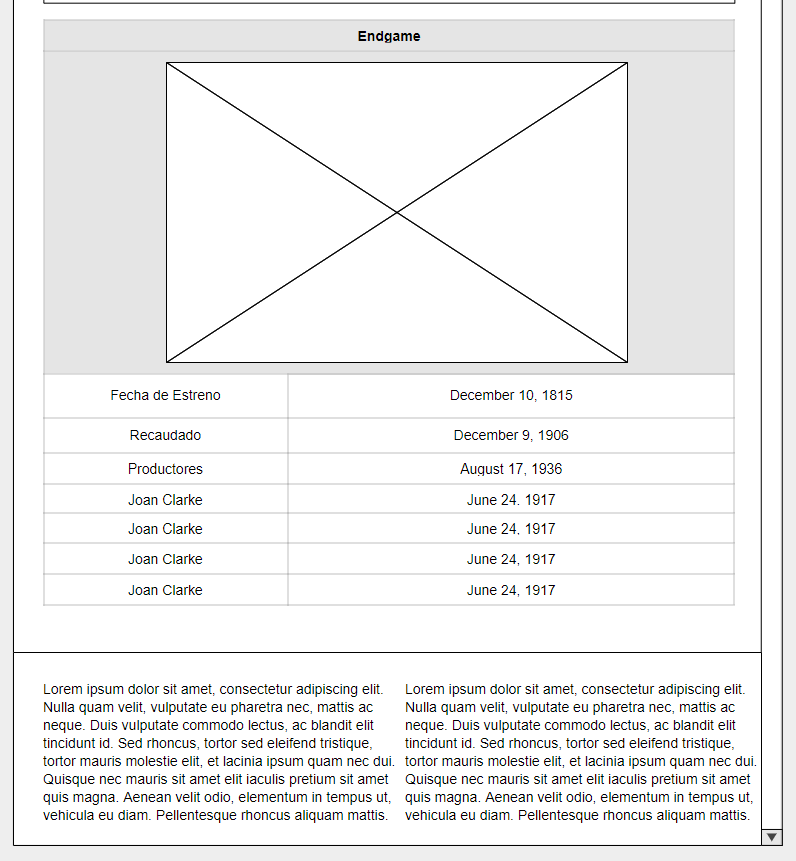 Endgame
Fecha de Estreno December 10, 1815
Recaudado December 9, 1906
Productores August 17, 1936
Joan Clarke June 24, 1917
Joan Clarke June 24, 1917
Joan Clarke June 24, 1917
Joan Clarke June 24, 1917
Lorem ipsum dolor sit amet, consectetur adipiscing elit.
Nulla quam velit, vulputate eu pharetra nec, mattis ac
neque. Duis vulputate commodo lectus, ac blandit elit
tincidunt id. Sed rhoncus, tortor sed eleifend tristique,
tortor mauris molestie elit, et lacinia ipsum quam nec dui.
Quisque nec mauris sit amet elit iaculis pretium sit amet
quis magna. Aenean velit odio, elementum in tempus ut,
vehicula eu diam. Pellentesque rhoncus aliquam mattis.
Lorem ipsum dolor sit amet, consectetur adipiscing elit.
Nulla quam velit, vulputate eu pharetra nec, mattis ac
neque. Duis vulputate commodo lectus, ac blandit elit
tincidunt id. Sed rhoncus, tortor sed eleifend tristique,
tortor mauris molestie elit, et lacinia ipsum quam nec dui.
Quisque nec mauris sit amet elit iaculis pretium sit amet
quis magna. Aenean velit odio, elementum in tempus ut,
vehicula eu diam. Pellentesque rhoncus aliquam mattis.